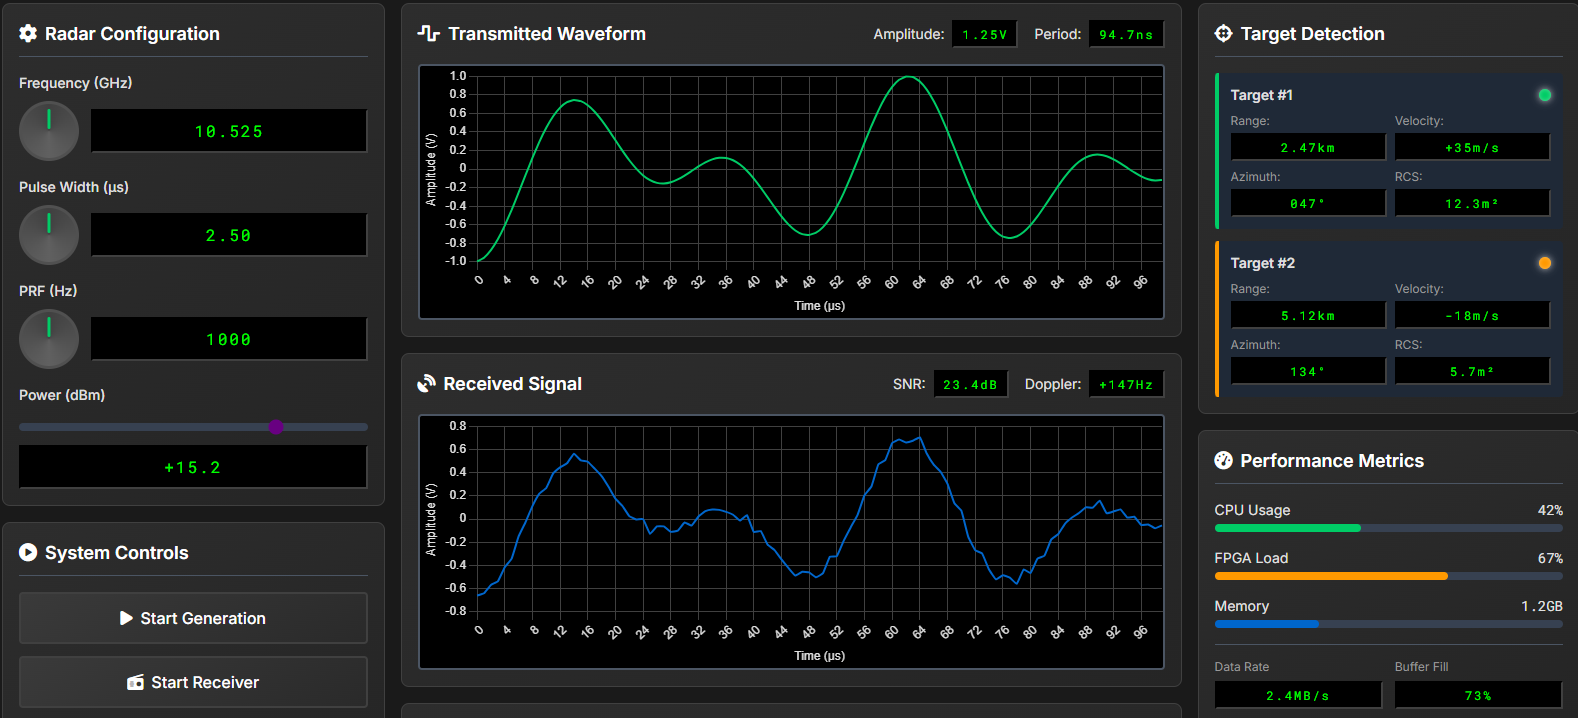 Radar Configuration
Frequency (GHz)
10.525
Pulse Width (µs)
2.50
PRF (Hz)
1000
Power (dBm)
+15.2
System Controls
Start Generation
Start Receiver
Transmitted Waveform
Amplitude: 1.25V Period: 94.7ns
Amplitude (V)
1.0
0.8
0.6
0.4
0.2
0
-0.2
-0.4
-0.6
-0.8
-1.0
0 4 8 12 16 20 24 28 32 36 40 44 48 52 56 60 64 68 72 76 80 84 88 92 96
Time (µs)
Received Signal
SNR: 23.4dB Doppler: +147Hz
Amplitude (V)
0.8
0.6
0.4
0.2
0
-0.2
-0.4
-0.6
-0.8
0 4 8 12 16 20 24 28 32 36 40 44 48 52 56 60 64 68 72 76 80 84 88 92 96
Time (µs)
Target Detection
Target #1
Range: Velocity:
2.47km +35m/s
Azimuth: RCS:
047° 12.3m²
Target #2
Range: Velocity:
5.12km -18m/s
Azimuth: RCS:
134° 5.7m²
Performance Metrics
CPU Usage 42%
FPGA Load 67%
Memory 1.2GB
Data Rate Buffer Fill
2.4MB/s 73%